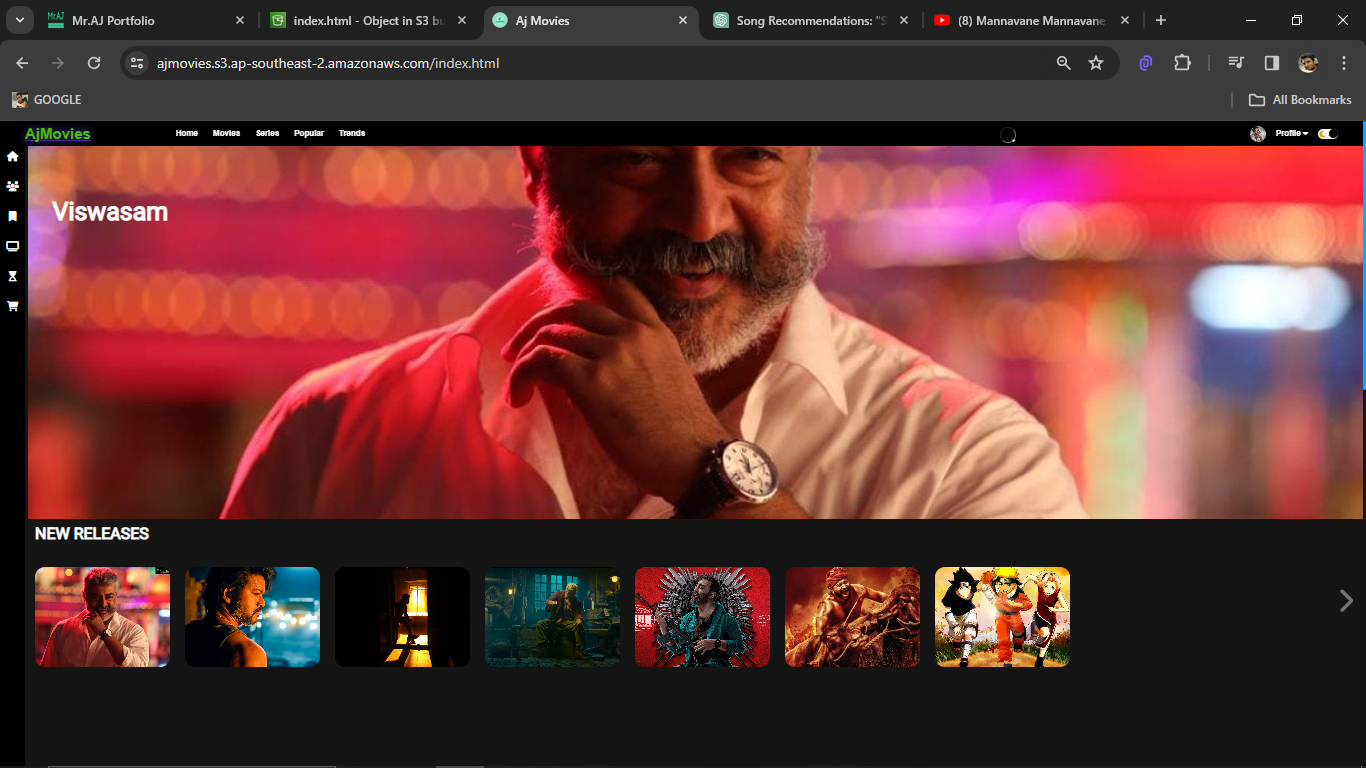 Mr.AJ Portfolio
index.html - Object in S3 bu
Aj Movies
Song Recommendations: "S
(8) Mannavane Mannavane
ajmovies.s3.ap-southeast-2.amazonaws.com/index.html
GOOGLE
All Bookmarks
AjMovies
Home
Movies
Series
Popular
Trends
Profile
Viswasam
NEW RELEASES